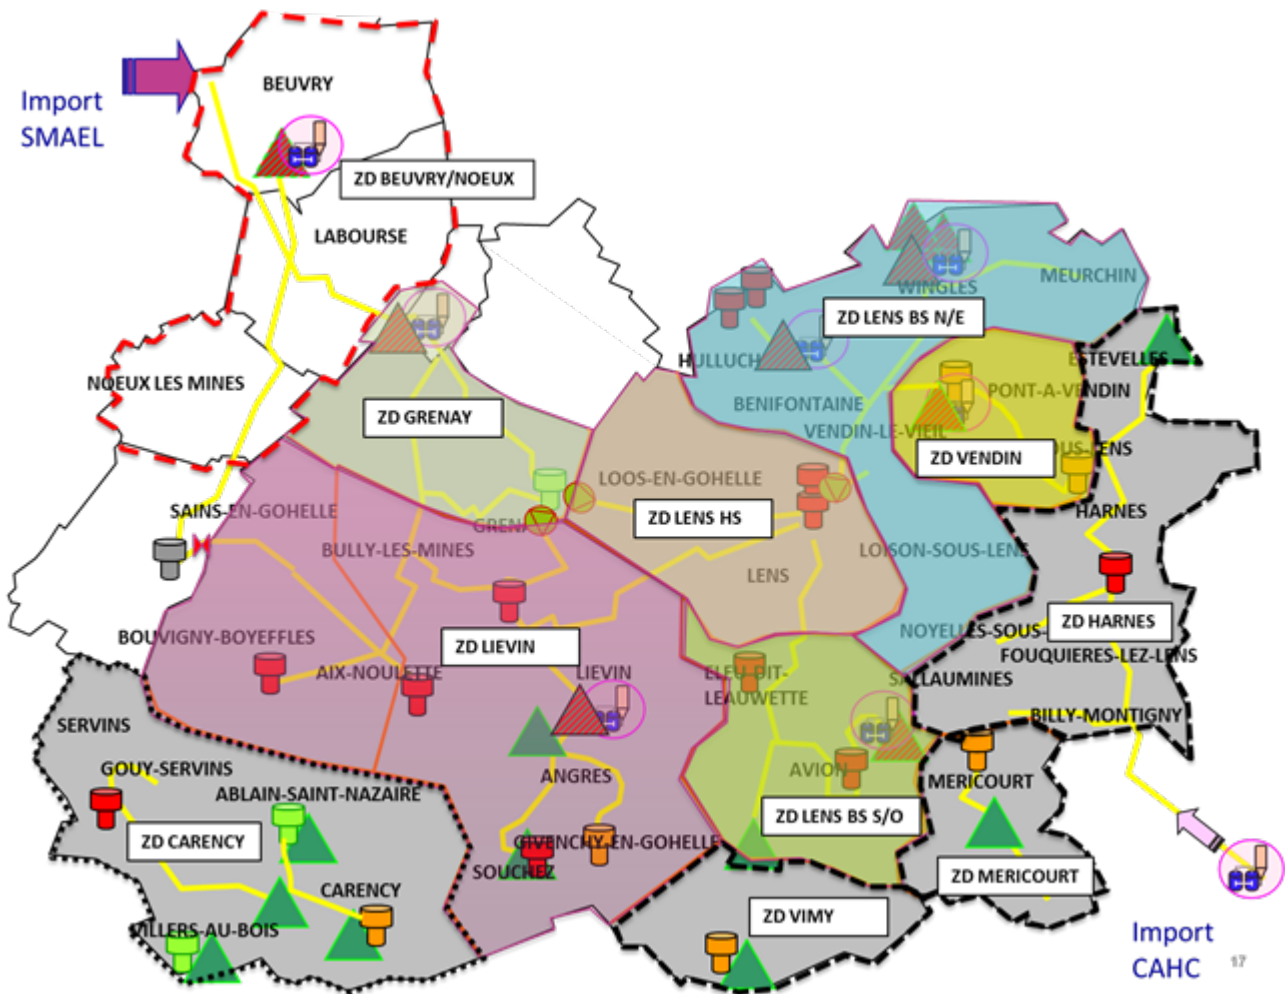 BEUVRY
Import
SMAEL
ZD BEUVRY/NOEUX
LABOURSE
MEURCHIN
WINGLES
ZD LENS BS N/E
HULLUCH
ESTEVELLES
NOEUX LES MINES
PONT-A-VENDIN
BENIFONTAINE
ZD GRENAY
VENDIN-LE-VIEIL
ZD VENDIN
LOOS-EN-GOHELLE
SAINS-EN-GOHELLE
ZD LENS HS
HARNES
BULLY-LES-MINES
LOISON-SOUS-LENS
LENS
ZD HARNES
BOUVIGNY-BOYEFFLES
ZD LIEVIN
NOYELLES-SOUS-
FOUQUIERES-LEZ-LENS
AIX-NOULETTE
LIEVIN
ELEU-DIT-
LEAUWETTE
SALLAUMINES
SERVINS
BILLY-MONTIGNY
GOUY-SERVINS
ANGRES
AVION
MERICOURT
ABLAIN-SAINT-NAZAIRE
ZD LENS BS S/O
ZD CARENCY
GIVENCHY-EN-GOHELLE
SOUCHEZ
ZD MERICOURT
CARENCY
ZD VIMY
VILLERS-AU-BOIS
Import
CAHC
17